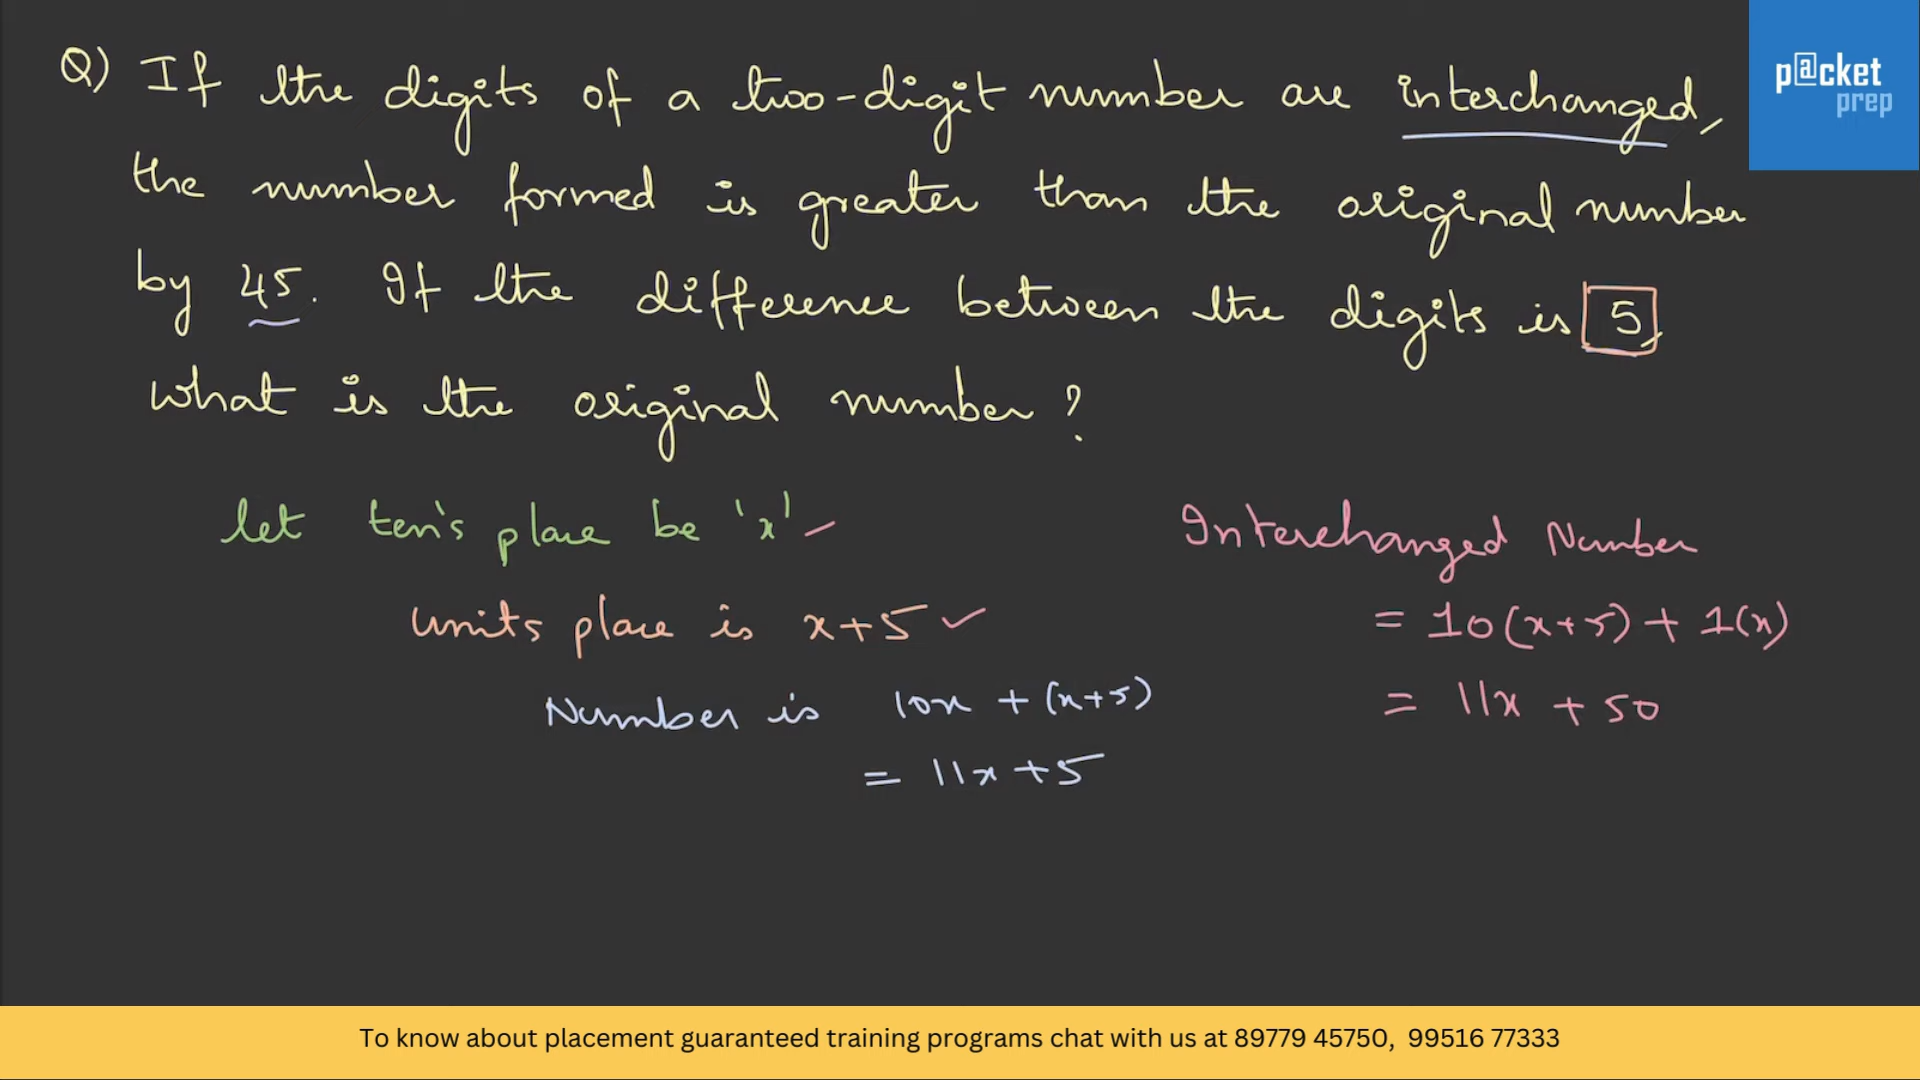 Q) If the digits of a two-digit number are interchanged,
the number formed is greater than the original number
by 45. If the difference between the digits is 5,
what is the original number?
let ten's place be 'x'
units place is x+5 ✓
Number is 10x + (x+5)
= 11x+5
Interchanged Number
= 10(x+5) + 1(x)
= 11x + 50
p@cket
prep
To know about placement guaranteed training programs chat with us at 89779 45750, 99516 77333